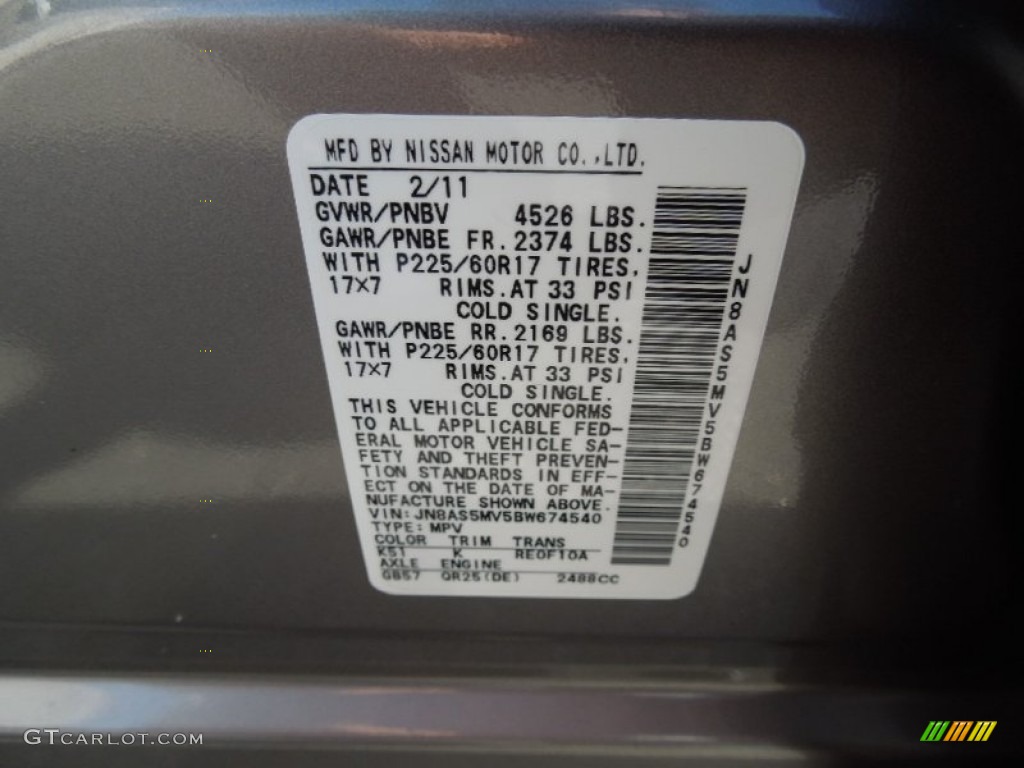 MFD BY NISSAN MOTOR CO.,LTD.
DATE 2/11
GVWR/PNBV 4526 LBS.
GAWR/PNBE FR. 2374 LBS.
WITH P225/60R17 TIRES,
17×7 RIMS.AT 33 PSI
COLD SINGLE.
GAWR/PNBE RR. 2169 LBS.
WITH P225/60R17 TIRES,
17×7 RIMS.AT 33 PSI
COLD SINGLE.
THIS VEHICLE CONFORMS
TO ALL APPLICABLE FED-
ERAL MOTOR VEHICLE SA-
FETY AND THEFT PREVEN-
TION STANDARDS IN EFF-
ECT ON THE DATE OF MA-
NUFACTURE SHOWN ABOVE.
VIN:JN8AS5MV5BW674540
TYPE:MPV
COLOR TRIM TRANS
K51 K RE0F10A
AXLE ENGINE
GB57 QR25(DE) 2488CC
JN8AS5MV5BW674540
GTCARLOT.COM